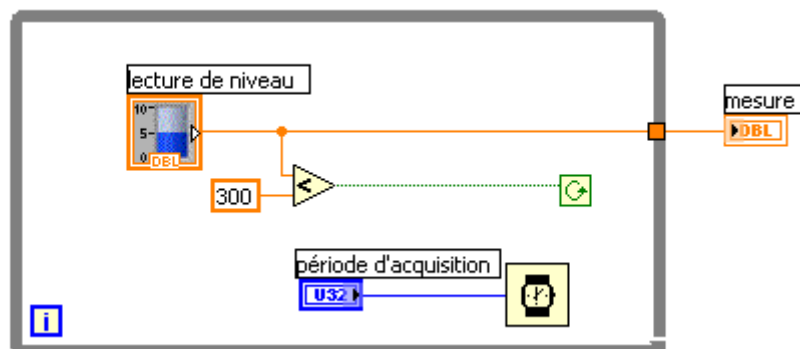 lecture de niveau
10-
5-
0
DBL
mesure
DBL
<
300
période d'acquisition
U32
i